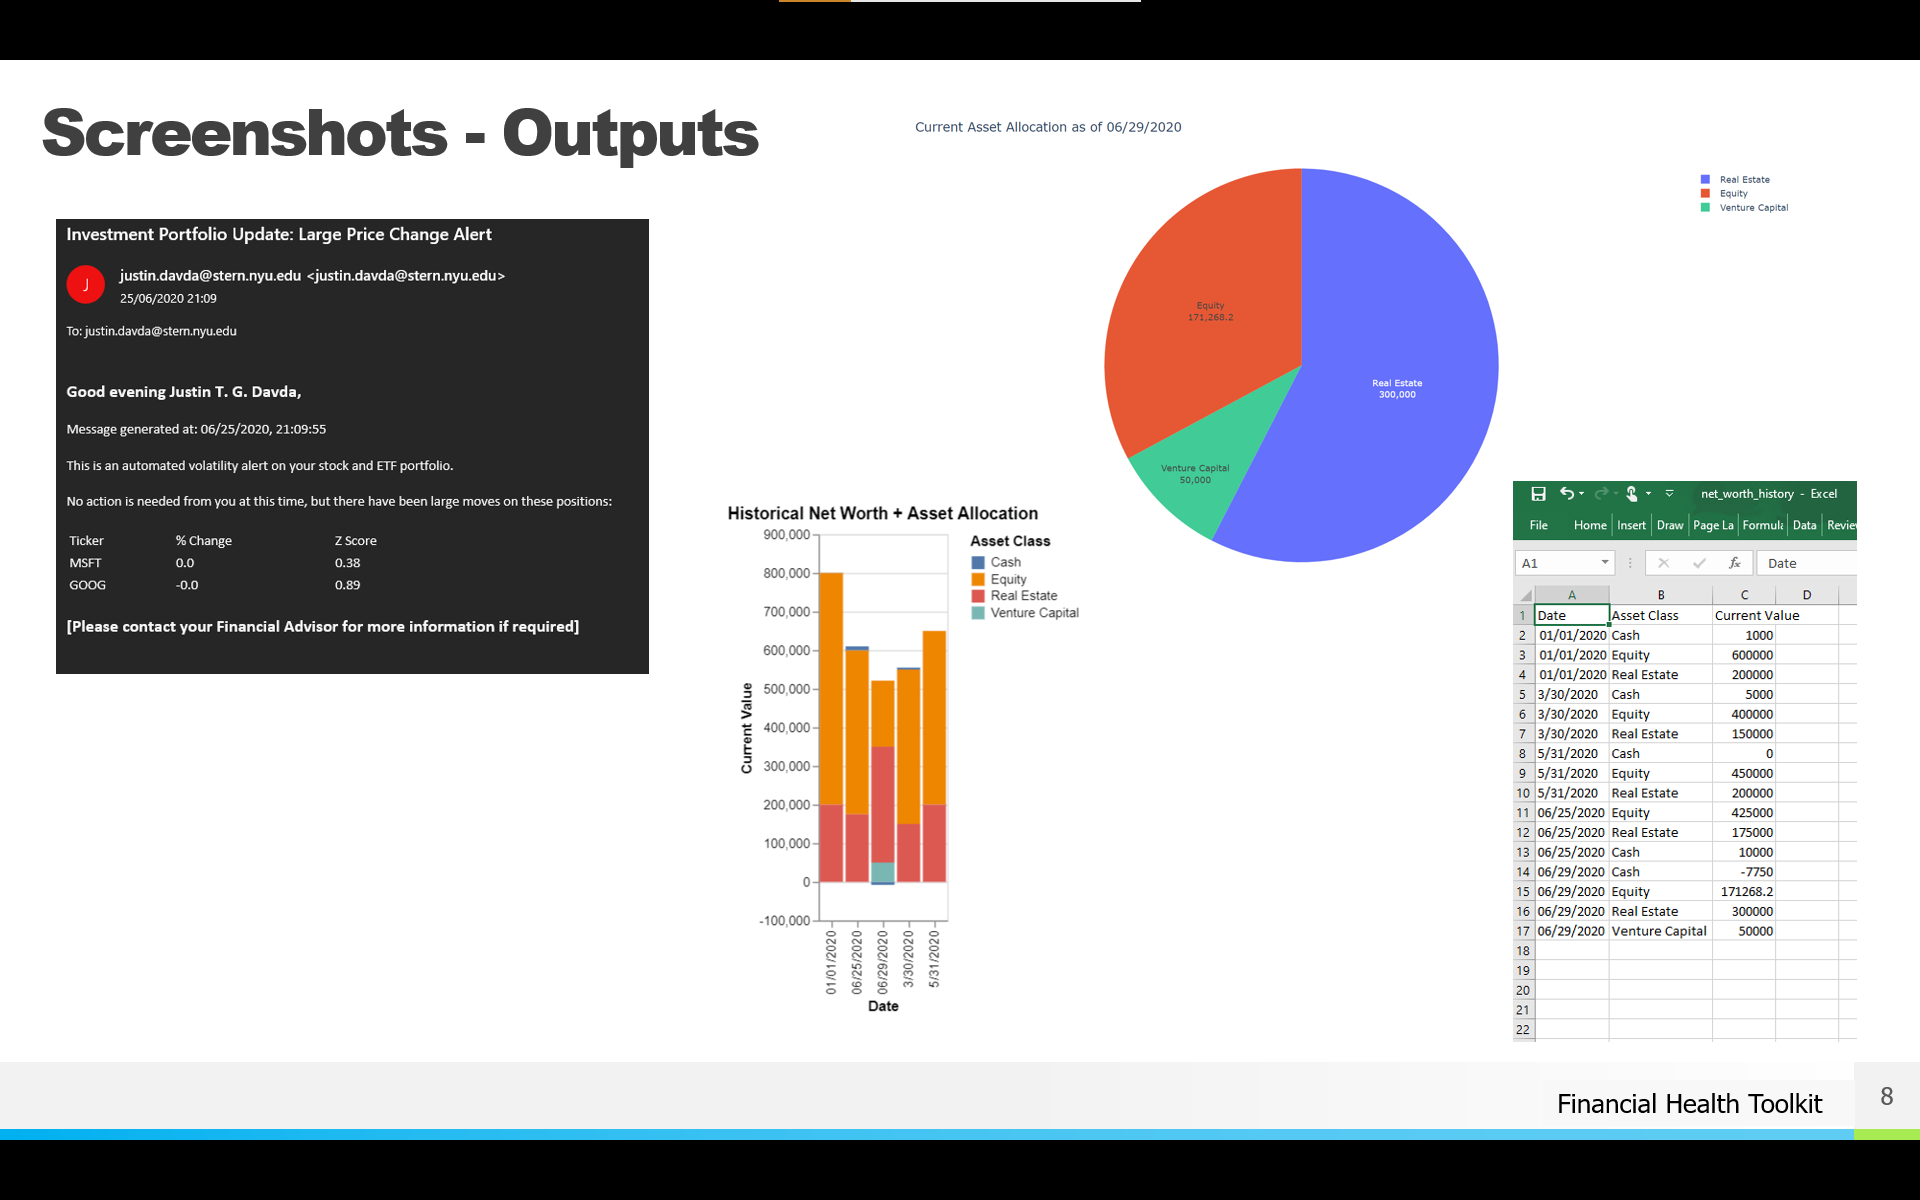 Screenshots - Outputs
Investment Portfolio Update: Large Price Change Alert
J
justin.davda@stern.nyu.edu <justin.davda@stern.nyu.edu>
25/06/2020 21:09
To: justin.davda@stern.nyu.edu
Good evening Justin T. G. Davda,
Message generated at: 06/25/2020, 21:09:55
This is an automated volatility alert on your stock and ETF portfolio.
No action is needed from you at this time, but there have been large moves on these positions:
Ticker % Change Z Score
MSFT 0.0 0.38
GOOG -0.0 0.89
[Please contact your Financial Advisor for more information if required]
Current Asset Allocation as of 06/29/2020
Real Estate
Equity
Venture Capital
Equity
171,268.2
Real Estate
300,000
Venture Capital
50,000
Historical Net Worth + Asset Allocation
900,000
800,000
700,000
600,000
500,000
400,000
300,000
200,000
100,000
0
-100,000
Current Value
01/01/2020
06/25/2020
06/29/2020
3/30/2020
5/31/2020
Date
Asset Class
Cash
Equity
Real Estate
Venture Capital
net_worth_history - Excel
File Home Insert Draw Page La Formula Data Review
A1 fx Date
A B C D
1 Date Asset Class Current Value
2 01/01/2020 Cash 1000
3 01/01/2020 Equity 600000
4 01/01/2020 Real Estate 200000
5 3/30/2020 Cash 5000
6 3/30/2020 Equity 400000
7 3/30/2020 Real Estate 150000
8 5/31/2020 Cash 0
9 5/31/2020 Equity 450000
10 5/31/2020 Real Estate 200000
11 06/25/2020 Equity 425000
12 06/25/2020 Real Estate 175000
13 06/25/2020 Cash 10000
14 06/29/2020 Cash -7750
15 06/29/2020 Equity 171268.2
16 06/29/2020 Real Estate 300000
17 06/29/2020 Venture Capital 50000
18
19
20
21
22
Financial Health Toolkit
8